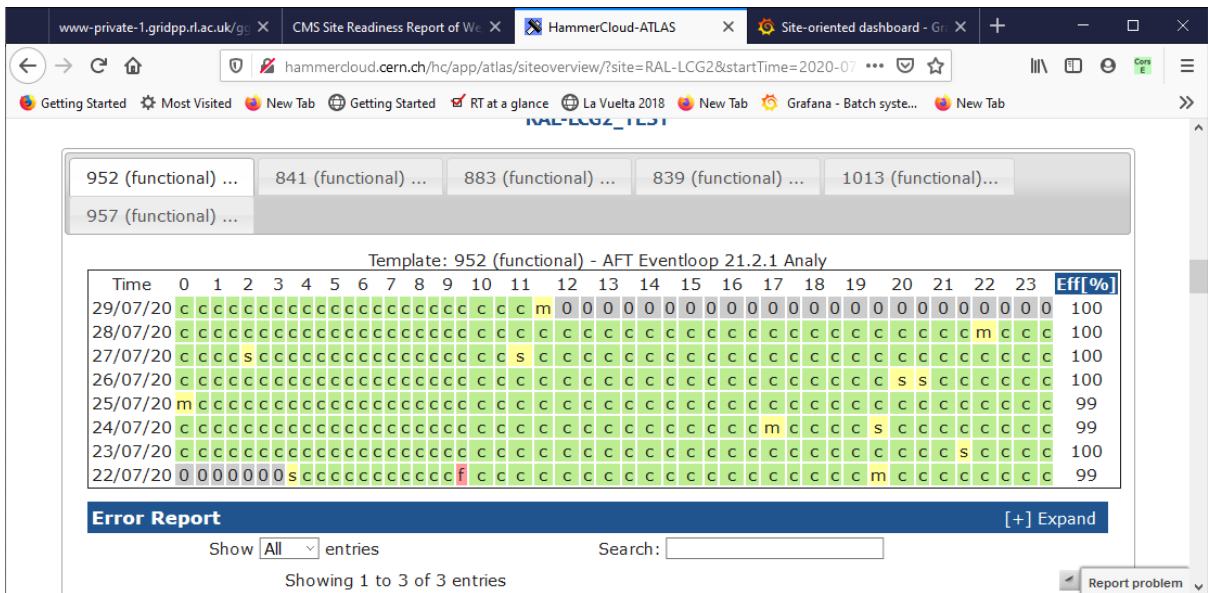 www-private-1.gridpp.rl.ac.uk/gg
CMS Site Readiness Report of We
HammerCloud-ATLAS
Site-oriented dashboard - Gr
hammercloud.cern.ch/hc/app/atlas/siteoverview/?site=RAL-LCG2&startTime=2020-07
Cors E
Getting Started Most Visited New Tab Getting Started RT at a glance La Vuelta 2018 New Tab Grafana - Batch syste... New Tab
RAL-LCG2_TEST
952 (functional) ... 841 (functional) ... 883 (functional) ... 839 (functional) ... 1013 (functional)...
957 (functional) ...
Template: 952 (functional) - AFT Eventloop 21.2.1 Analy
Time 0 1 2 3 4 5 6 7 8 9 10 11 12 13 14 15 16 17 18 19 20 21 22 23 Eff[%]
29/07/20 c c c c c c c c c c c c c c c c c c c c c c c m 0 0 0 0 0 0 0 0 0 0 0 0 0 0 0 0 0 0 0 0 0 0 0 0 100
28/07/20 c c c c c c c c c c c c c c c c c c c c c c c c c c c c c c c c c c c c c c c c c c c c m c c c 100
27/07/20 c c c c s c c c c c c c c c c c c c c c c c s c c c c c c c c c c c c c c c c c c c c c c c c c 100
26/07/20 c c c c c c c c c c c c c c c c c c c c c c c c c c c c c c c c c c c c c c c c s s c c c c c c 100
25/07/20 m c c c c c c c c c c c c c c c c c c c c c c c c c c c c c c c c c c c c c c c c c c c c c c c 99
24/07/20 c c c c c c c c c c c c c c c c c c c c c c c c c c c c c c c c c c m c c c c s c c c c c c c c 99
23/07/20 c c c c c c c c c c c c c c c c c c c c c c c c c c c c c c c c c c c c c c c c c c c s c c c c 100
22/07/20 0 0 0 0 0 0 0 s c c c c c c c c c c c f c c c c c c c c c c c c c c c c c c c m c c c c c c c c 99
Error Report [+] Expand
Show All entries Search:
Showing 1 to 3 of 3 entries
Report problem